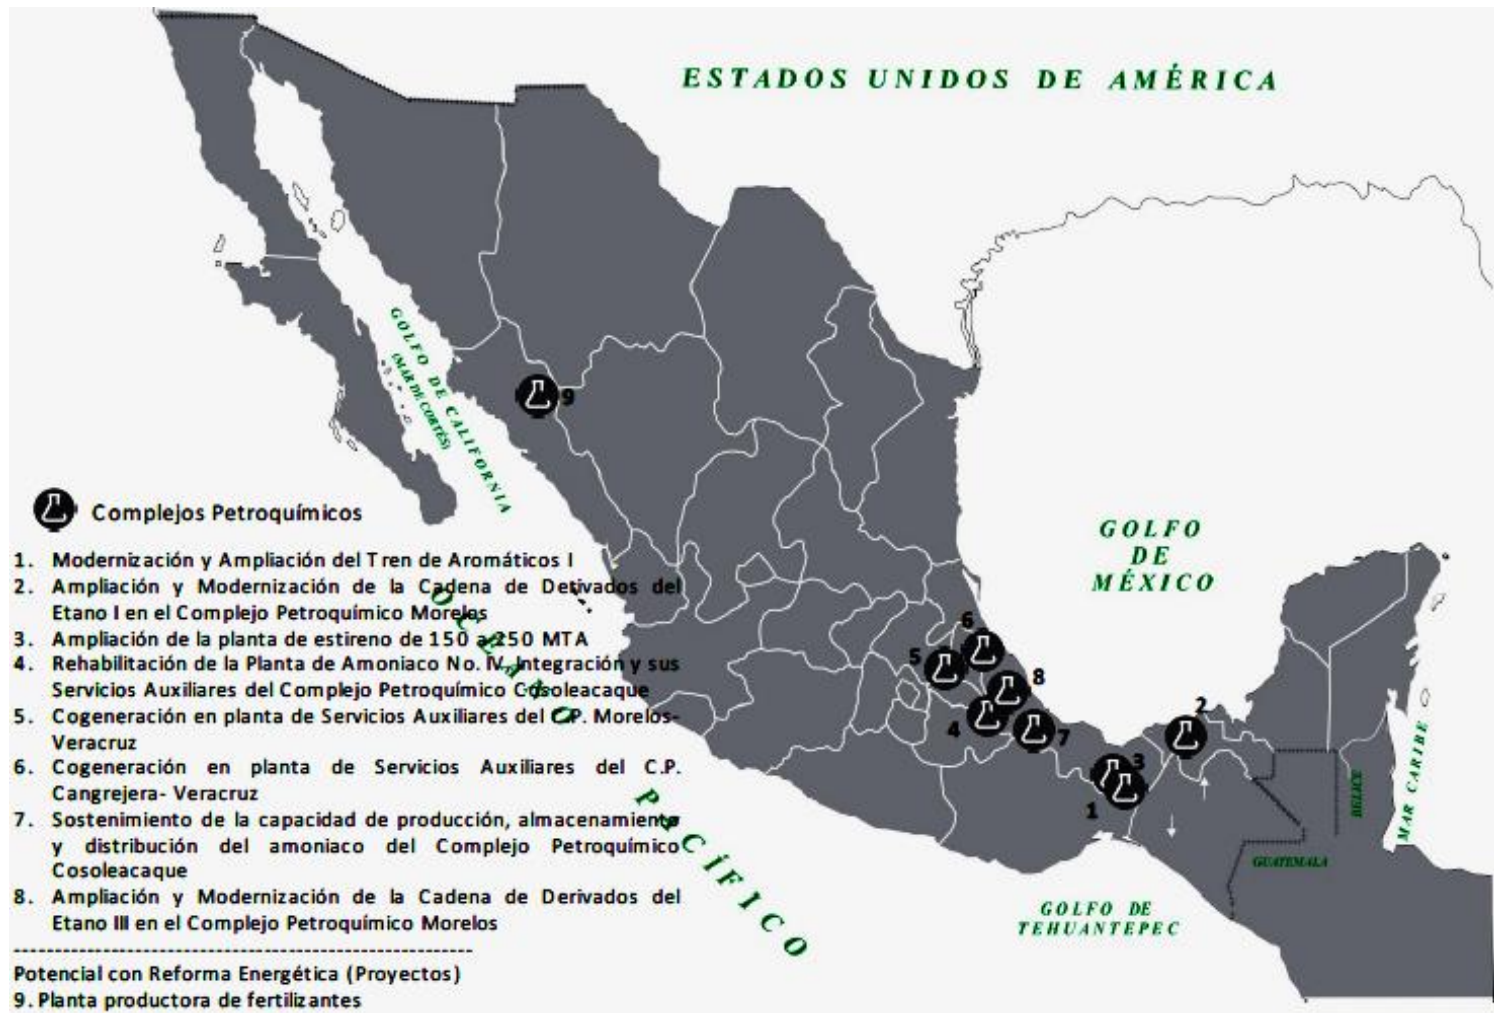 ESTADOS UNIDOS DE AMÉRICA
GOLFO DE CALIFORNIA
(MAR DE CORTÉS)
9
Complejos Petroquímicos
GOLFO
DE
MÉXICO
1. Modernización y Ampliación del Tren de Aromáticos I
2. Ampliación y Modernización de la Cadena de Detivados del
Etano I en el Complejo Petroquímico Morelos
3. Ampliación de la planta de estireno de 150 a 250 MTA
4. Rehabilitación de la Planta de Amoniaco No. IV, Integración y sus
Servicios Auxiliares del Complejo Petroquímico Cosoleacaque
5. Cogeneración en planta de Servicios Auxiliares del C.P. Morelos-
Veracruz
6. Cogeneración en planta de Servicios Auxiliares del C.P.
Cangrejera- Veracruz
7. Sostenimiento de la capacidad de producción, almacenamiento
y distribución del amoniaco del Complejo Petroquímico
Cosoleacaque
8. Ampliación y Modernización de la Cadena de Derivados del
Etano III en el Complejo Petroquímico Morelos
Potencial con Reforma Energética (Proyectos)
9. Planta productora de fertilizantes
OCEANO PACÍFICO
6
5
8
4
7
2
3
1
BELICE
MAR CARIBE
GUATEMALA
GOLFO DE
TEHUANTEPEC